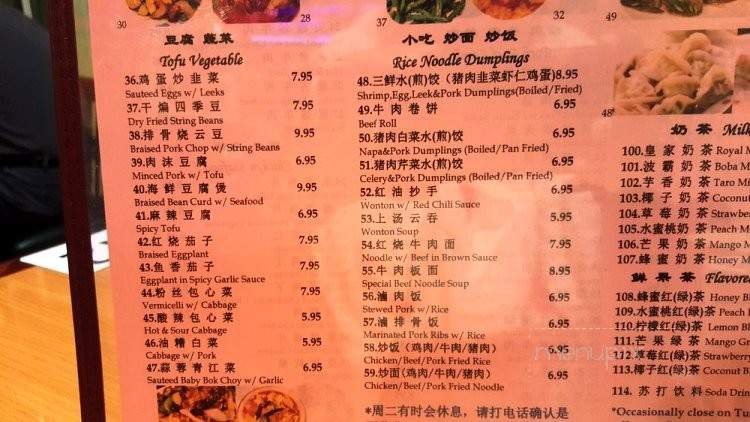 30
28
豆腐 蔬菜
Tofu Vegetable
36.鸡 蛋 炒 韭 菜 7.95
Sauteed Eggs w/ Leeks
37.干 煸 四 季 豆 7.95
Dry Fried String Beans
38.排 骨 烧 云 豆 9.95
Braised Pork Chop w/ String Beans
39.肉 沫 豆 腐 6.95
Minced Pork w/ Tofu
40.海 鲜 豆 腐 煲 9.95
Braised Bean Curd w/ Seafood
41.麻 辣 豆 腐 6.95
Spicy Tofu
42.红 烧 茄 子 7.95
Braised Eggplant
43.鱼 香 茄 子 7.95
Eggplant in Spicy Garlic Sauce
44.粉 丝 包 心 菜 7.95
Vermicelli w/ Cabbage
45.酸 辣 包 心 菜 5.95
Hot & Sour Cabbage
46.油 糟 白 菜 5.95
Cabbage w/ Pork
47.蒜 蓉 青 江 菜 7.95
Sauteed Baby Bok Choy w/ Garlic
37
32
小吃 炒面 炒饭
Rice Noodle Dumplings
48.三鲜水(煎)饺（猪肉韭菜虾仁鸡蛋)8.95
Shrimp,Egg,Leek&Pork Dumplings(Boiled/Fried)
49.牛 肉 卷 饼 6.95
Beef Roll
50.猪肉白菜水(煎)饺 6.95
Napa&Pork Dumplings (Boiled/Pan Fried)
51.猪肉芹菜水(煎)饺 6.95
Celery&Pork Dumplings (Boiled/Pan Fried)
52.红 油 抄 手 6.95
Wonton w/ Red Chili Sauce
53.上 汤 云 吞 5.95
Wonton Soup
54.红 烧 牛 肉 面 7.95
Noodle w/ Beef in Brown Sauce
55.牛 肉 板 面 8.95
Special Beef Noodle Soup
56.滷 肉 饭 6.95
Stewed Pork w/ Rice
57.滷 排 骨 饭 6.95
Marinated Pork Ribs w/ Rice
58.炒饭（鸡肉/牛肉/猪肉） 6.95
Chicken/Beef/Pork Fried Rice
59.炒面(鸡肉/牛肉/猪肉） 6.95
Chicken/Beef/Pork Fried Noodle
*周二有时会休息，请打电话确认是
49
48
奶 茶 Milk
100.皇 家 奶 茶 Royal M
101.波 霸 奶 茶 Boba M
102.芋 香 奶 茶 Taro M
103.椰 子 奶 茶 Coconut
104.草 莓 奶 茶 Strawber
105.水蜜桃奶茶 Peach M
106.芒 果 奶 茶 Mango M
107.蜂 蜜 奶 茶 Honey M
鲜 果 茶 Flavored
108.蜂蜜红(绿)茶 Honey B
109.水蜜桃红(绿)茶 Peach
110.柠檬红(绿)茶 Lemon B
111.芒 果 绿 茶 Mango Gr
112.草莓红(绿)茶 Strawberr
113.椰子红(绿)茶 Coconut B
114. 苏 打 饮 料 Soda Drin
*Occasionally close on Tu